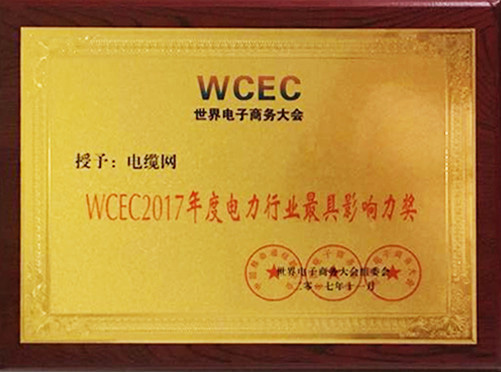 WCEC
世界电子商务大会
授予：电缆网
WCEC2017年度电力行业最具影响力奖
世界电子商务大会组委会
二零一七年十一月